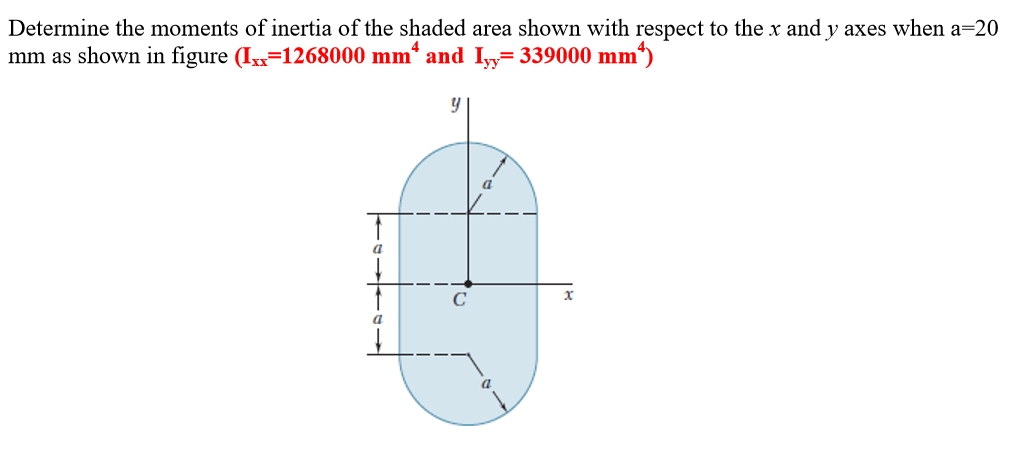 Determine the moments of inertia of the shaded area shown with respect to the x and y axes when a=20
mm as shown in figure (Ixx=1268000 mm⁴ and Iyy= 339000 mm⁴)
y
a
a
C
x
a
a